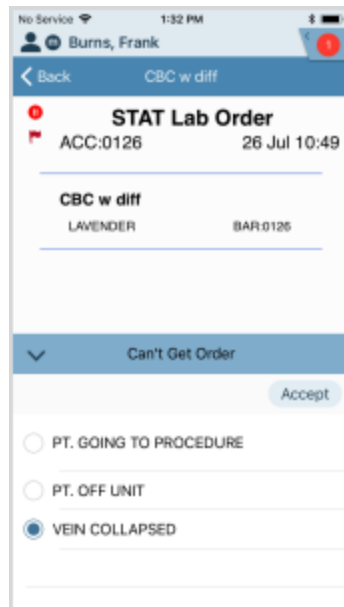 No Service 1:32 PM
Burns, Frank
1
Back CBC w diff
STAT Lab Order
ACC:0126 26 Jul 10:49
CBC w diff
LAVENDER BAR:0126
Can't Get Order
Accept
PT. GOING TO PROCEDURE
PT. OFF UNIT
VEIN COLLAPSED